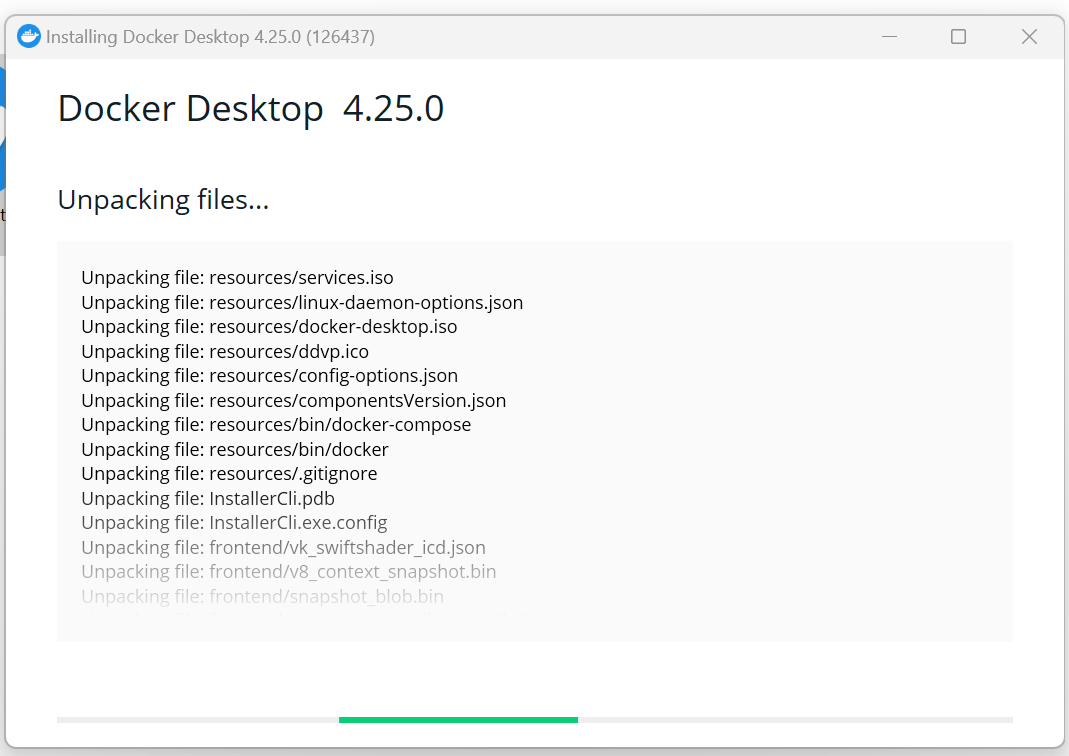 Installing Docker Desktop 4.25.0 (126437)
Docker Desktop 4.25.0
Unpacking files...
Unpacking file: resources/services.iso
Unpacking file: resources/linux-daemon-options.json
Unpacking file: resources/docker-desktop.iso
Unpacking file: resources/ddvp.ico
Unpacking file: resources/config-options.json
Unpacking file: resources/componentsVersion.json
Unpacking file: resources/bin/docker-compose
Unpacking file: resources/bin/docker
Unpacking file: resources/.gitignore
Unpacking file: InstallerCli.pdb
Unpacking file: InstallerCli.exe.config
Unpacking file: frontend/vk_swiftshader_icd.json
Unpacking file: frontend/v8_context_snapshot.bin
Unpacking file: frontend/snapshot_blob.bin